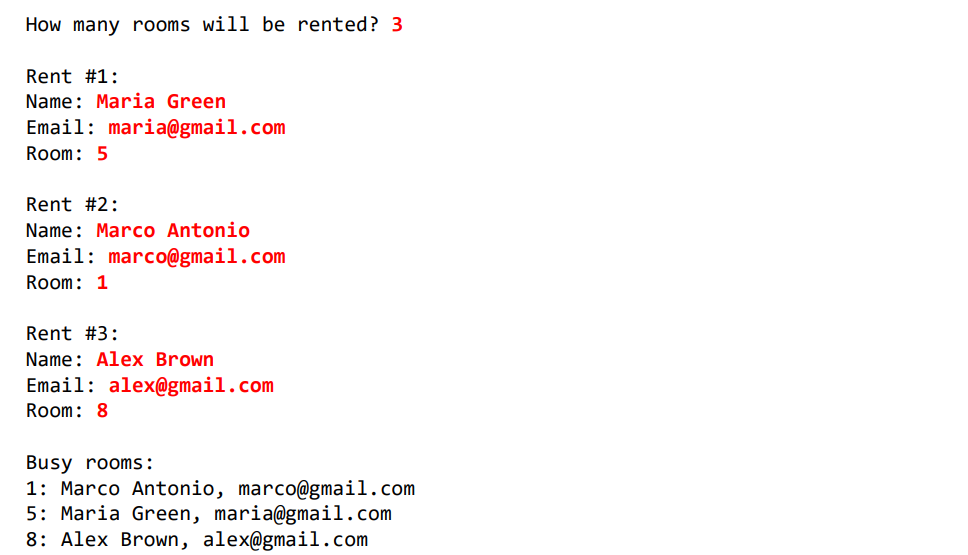 How many rooms will be rented? 3
Rent #1:
Name: Maria Green
Email: maria@gmail.com
Room: 5
Rent #2:
Name: Marco Antonio
Email: marco@gmail.com
Room: 1
Rent #3:
Name: Alex Brown
Email: alex@gmail.com
Room: 8
Busy rooms:
1: Marco Antonio, marco@gmail.com
5: Maria Green, maria@gmail.com
8: Alex Brown, alex@gmail.com